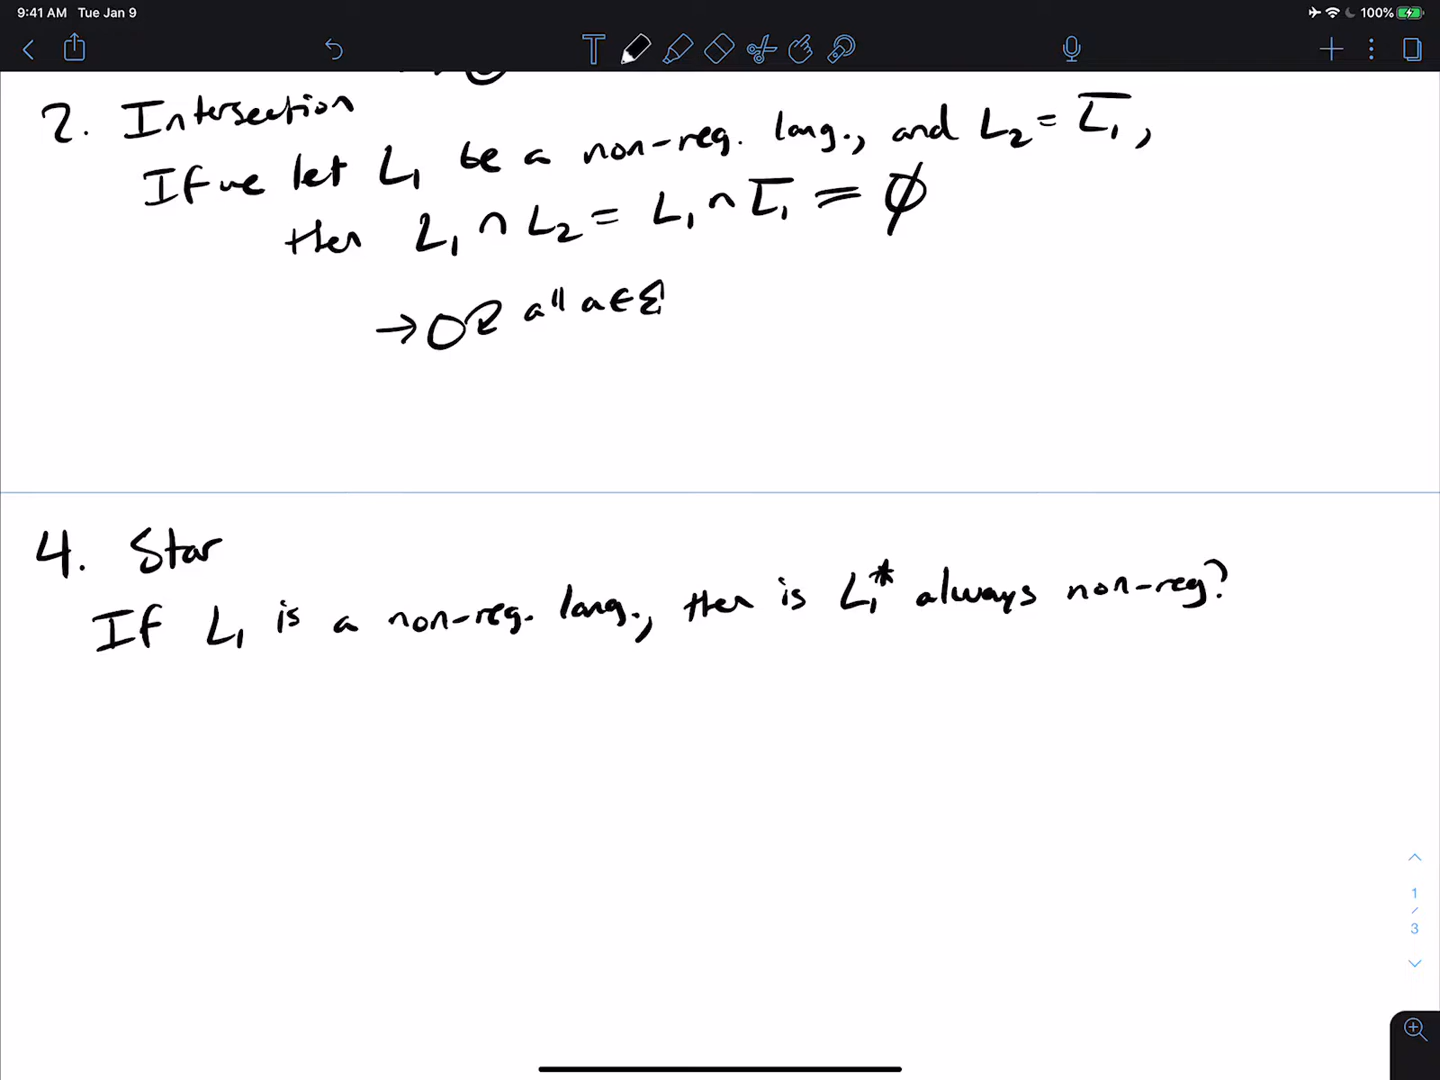 9:41 AM Tue Jan 9
100%
2. Intersection
If we let L₁ be a non-reg. lang., and L₂ = L̅₁,
then L₁ ∩ L₂ = L₁ ∩ L̅₁ = ∅
→ all a ∈ Σ
4. Star
If L₁ is a non-reg. lang., then is L₁* always non-reg?
1
/
3